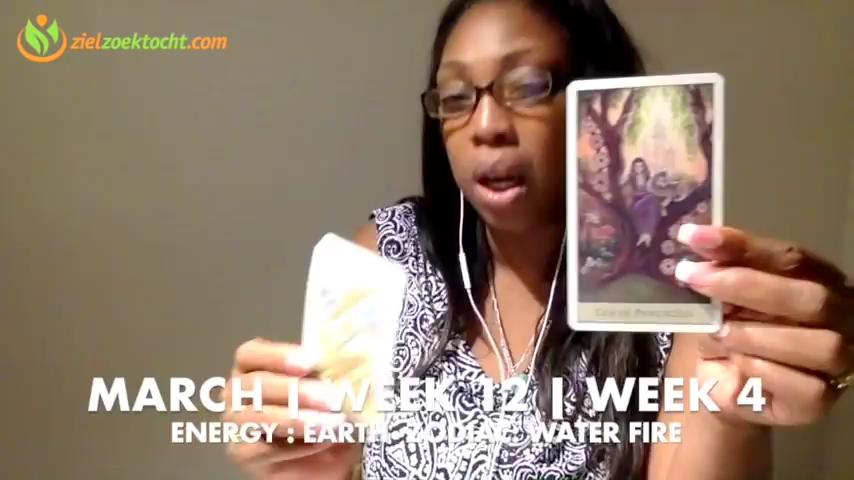 zielzoektocht.com
MARCH | WEEK 12 | WEEK 4
ENERGY : EARTH ZODIAC WATER FIRE